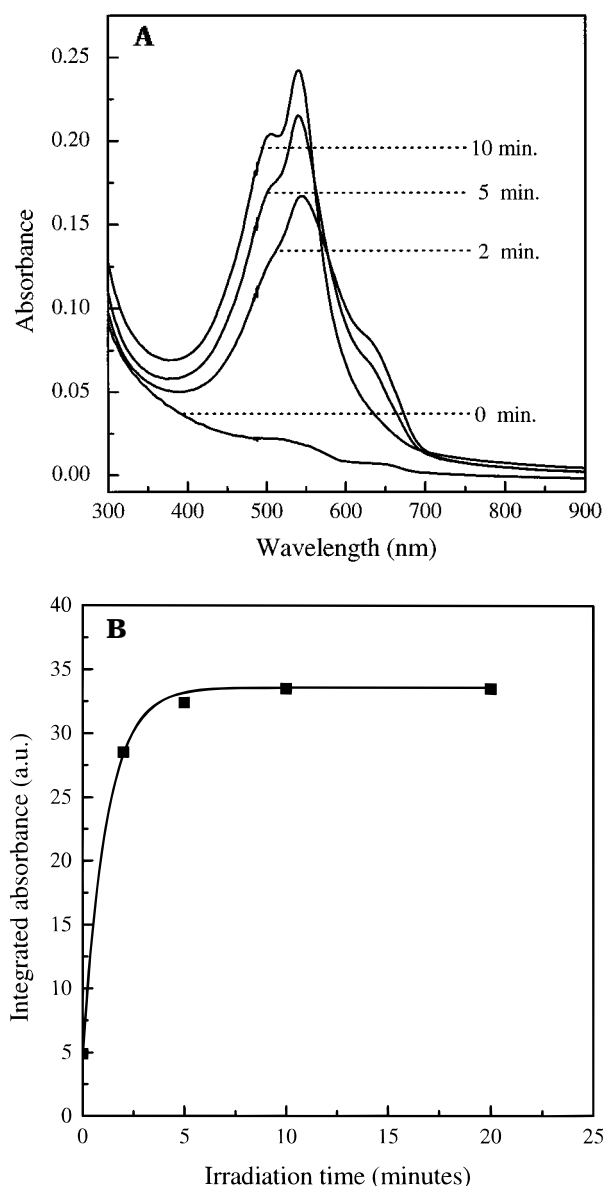 A
0.25
0.20
0.15
0.10
0.05
0.00
Absorbance
10 min.
5 min.
2 min.
0 min.
300 400 500 600 700 800 900
Wavelength (nm)
B
40
35
30
25
20
15
10
5
0
Integrated absorbance (a.u.)
0 5 10 15 20 25
Irradiation time (minutes)